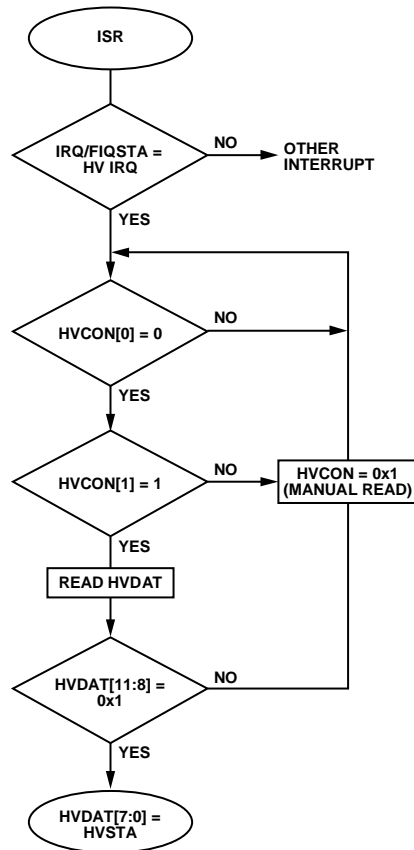 ISR
IRQ/FIQSTA =
HV IRQ
NO
OTHER
INTERRUPT
YES
HVCON[0] = 0
NO
YES
HVCON[1] = 1
NO
HVCON = 0x1
(MANUAL READ)
YES
READ HVDAT
HVDAT[11:8] =
0x1
NO
YES
HVDAT[7:0] =
HVSTA